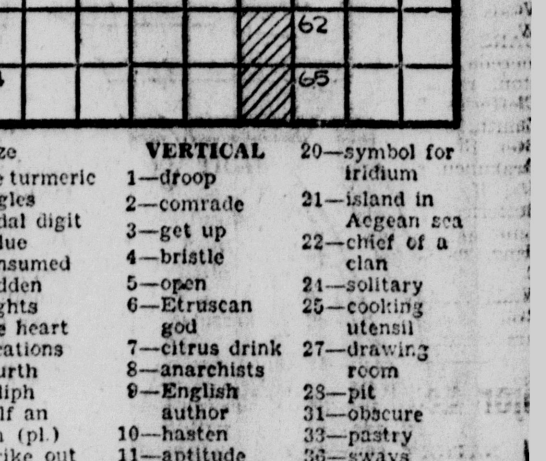 62
65
ze
turmeric
gles
dal digit
lue
nsumed
dden
ghts
heart
cations
urth
liph
lf an
(pl.)
ike out
VERTICAL
1—droop
2—comrade
3—get up
4—bristle
5—open
6—Etruscan
god
7—citrus drink
8—anarchists
9—English
author
10—hasten
11—aptitude
20—symbol for
iridium
21—island in
Aegean sea
22—chief of a
clan
24—solitary
25—cooking
utensil
27—drawing
room
28—pit
31—obscure
33—pastry
36—sways